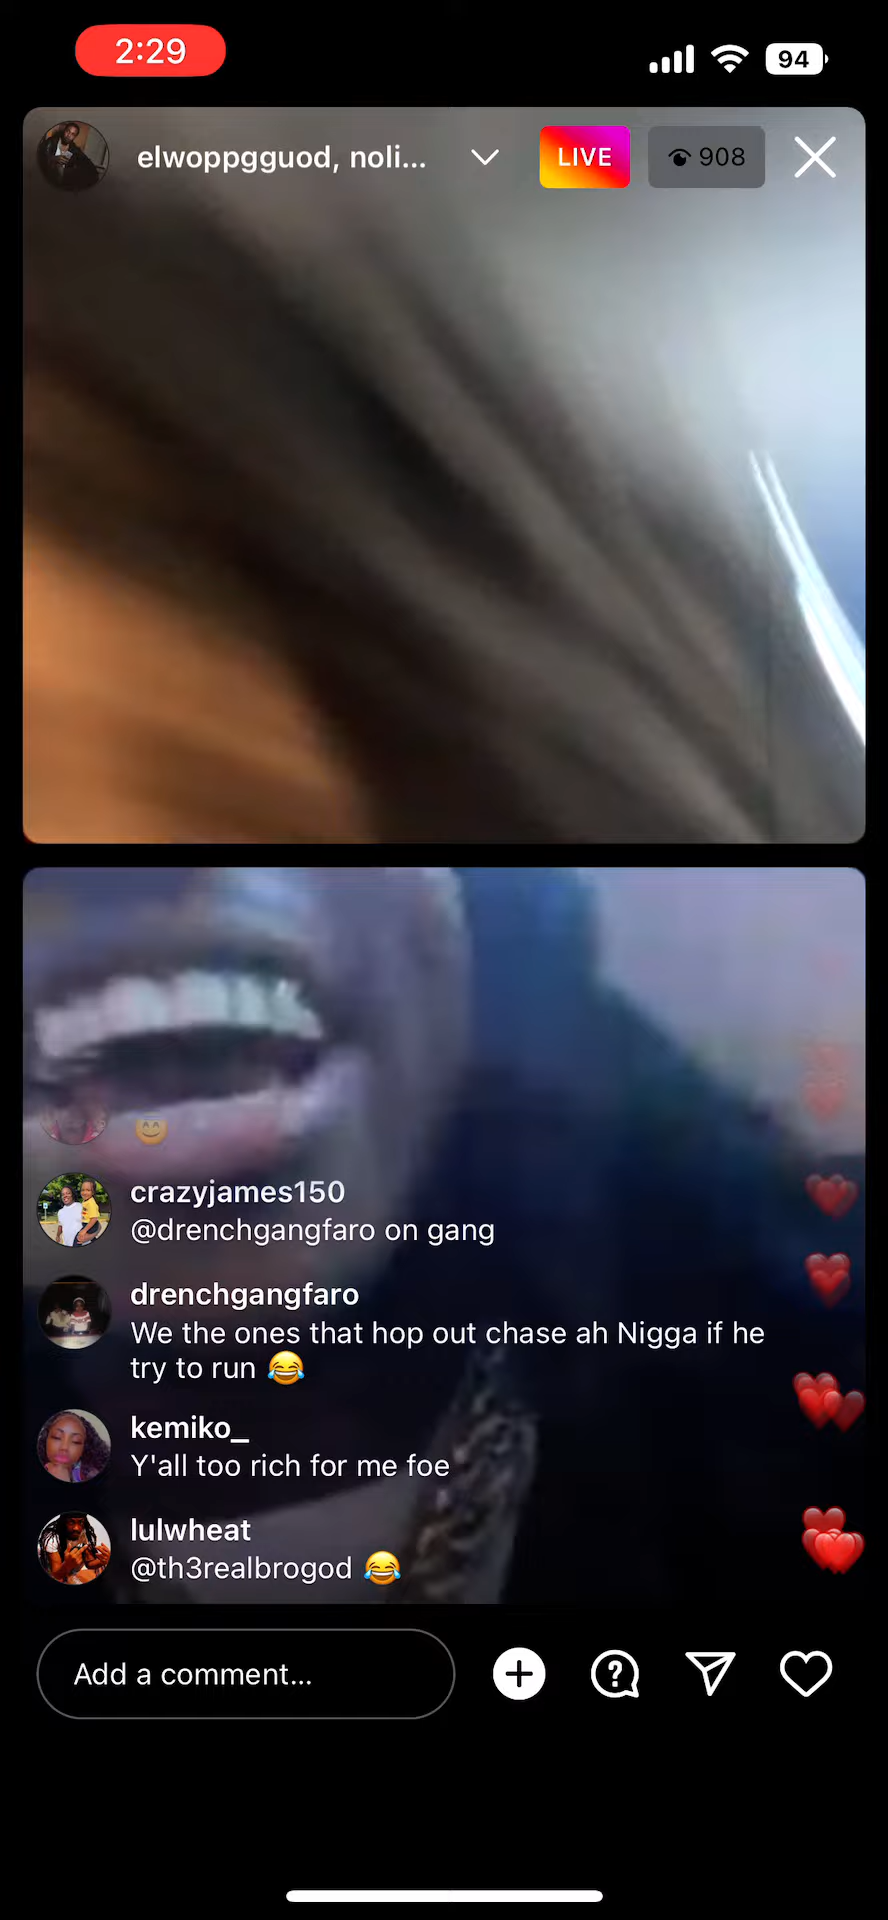 2:29
94
elwoppgguod, noli...
LIVE
908
crazyjames150
@drenchgangfaro on gang
drenchgangfaro
We the ones that hop out chase ah Nigga if he
try to run 😂
kemiko_
Y'all too rich for me foe
lulwheat
@th3realbrogod 😂
Add a comment...